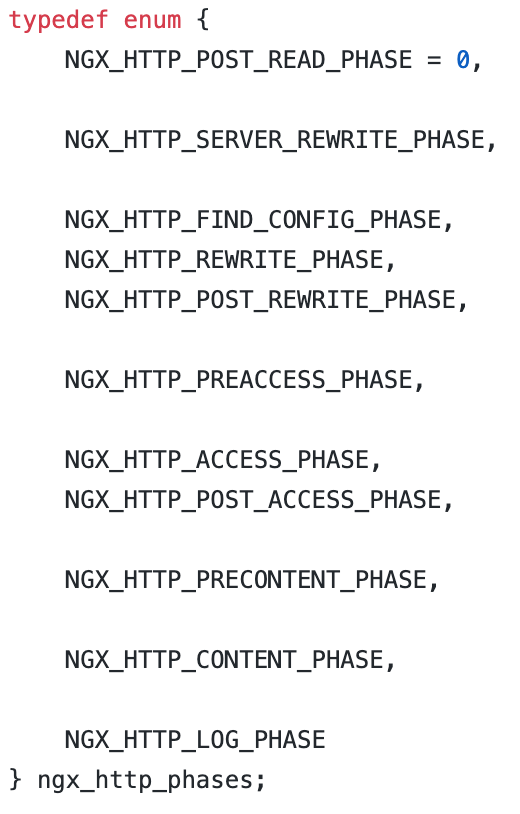 typedef enum {
    NGX_HTTP_POST_READ_PHASE = 0,
    NGX_HTTP_SERVER_REWRITE_PHASE,
    NGX_HTTP_FIND_CONFIG_PHASE,
    NGX_HTTP_REWRITE_PHASE,
    NGX_HTTP_POST_REWRITE_PHASE,
    NGX_HTTP_PREACCESS_PHASE,
    NGX_HTTP_ACCESS_PHASE,
    NGX_HTTP_POST_ACCESS_PHASE,
    NGX_HTTP_PRECONTENT_PHASE,
    NGX_HTTP_CONTENT_PHASE,
    NGX_HTTP_LOG_PHASE
} ngx_http_phases;